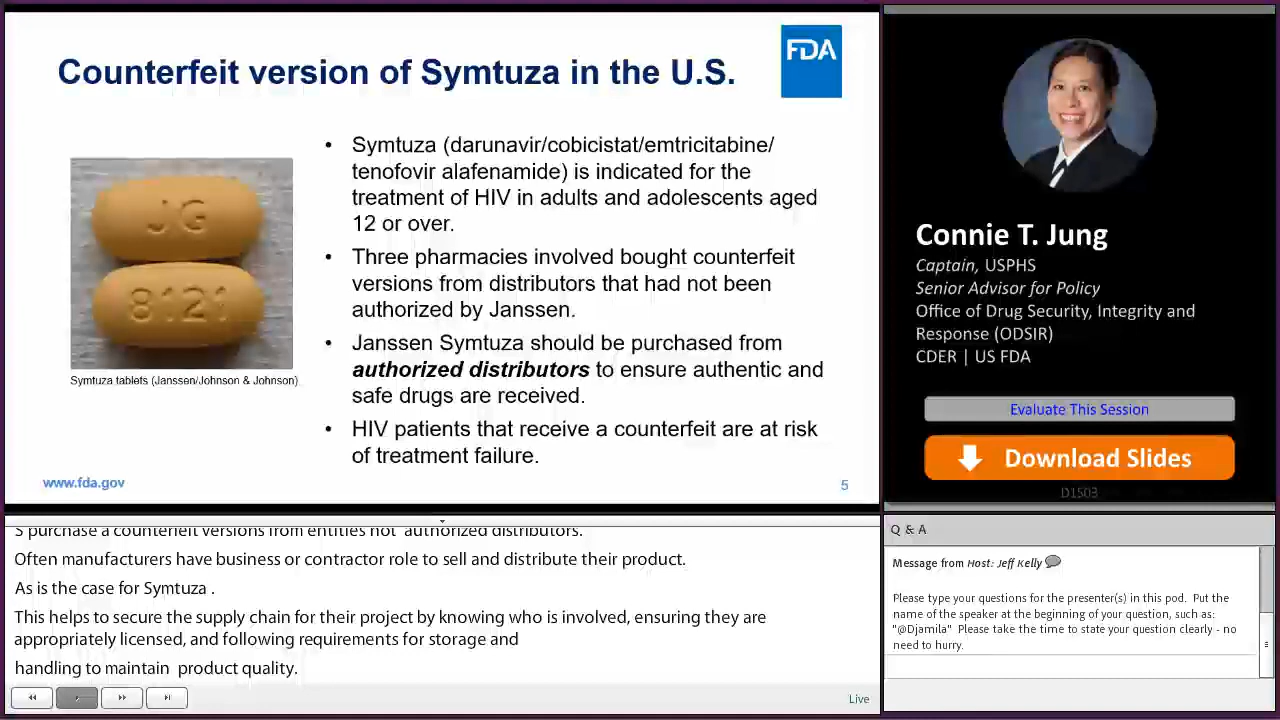 Counterfeit version of Symtuza in the U.S.
FDA
JG
8121
Symtuza tablets (Janssen/Johnson & Johnson)
• Symtuza (darunavir/cobicistat/emtricitabine/
tenofovir alafenamide) is indicated for the
treatment of HIV in adults and adolescents aged
12 or over.
• Three pharmacies involved bought counterfeit
versions from distributors that had not been
authorized by Janssen.
• Janssen Symtuza should be purchased from
authorized distributors to ensure authentic and
safe drugs are received.
• HIV patients that receive a counterfeit are at risk
of treatment failure.
www.fda.gov
5
Connie T. Jung
Captain, USPHS
Senior Advisor for Policy
Office of Drug Security, Integrity and
Response (ODSIR)
CDER | US FDA
Evaluate This Session
Download Slides
D1503
S purchase a counterfeit versions from entities not authorized distributors.
Often manufacturers have business or contractor role to sell and distribute their product.
As is the case for Symtuza .
This helps to secure the supply chain for their project by knowing who is involved, ensuring they are
appropriately licensed, and following requirements for storage and
handling to maintain product quality.
Live
Q & A
Message from Host: Jeff Kelly
Please type your questions for the presenter(s) in this pod. Put the
name of the speaker at the beginning of your question, such as:
"@Djamila" Please take the time to state your question clearly - no
need to hurry.